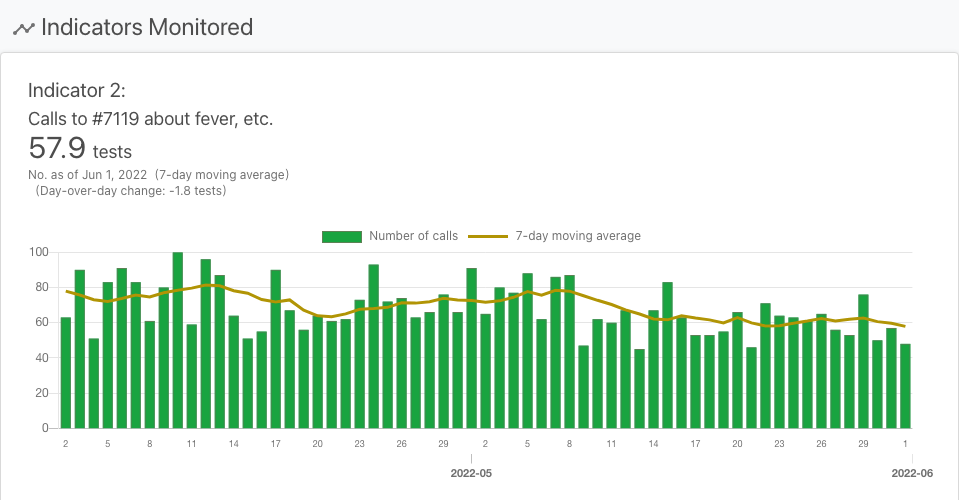 Indicators Monitored
Indicator 2:
Calls to #7119 about fever, etc.
57.9 tests
No. as of Jun 1, 2022 (7-day moving average)
(Day-over-day change: -1.8 tests)
Number of calls 7-day moving average
100
80
60
40
20
0
2 5 8 11 14 17 20 23 26 29 2 5 8 11 14 17 20 23 26 29 1
2022-05 2022-06